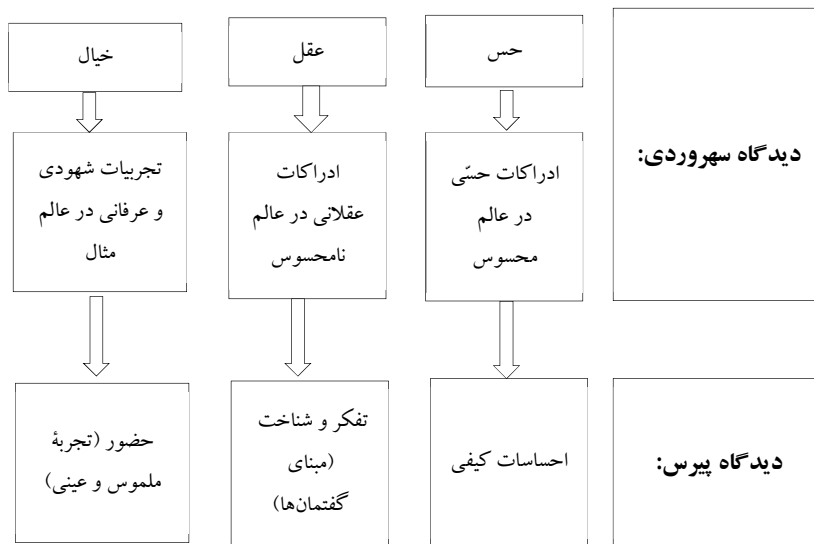 دیدگاه سهروردی:
حس
عقل
خیال
ادراکات حسّی
در عالم
محسوس
ادراکات
عقلانی در عالم
نامحسوس
تجربیات شهودی
و عرفانی در عالم
مثال
دیدگاه پیرس:
احساسات کیفی
تفکر و شناخت
(مبنای
گفتمان‌ها)
حضور (تجربۀ
ملموس و عینی)